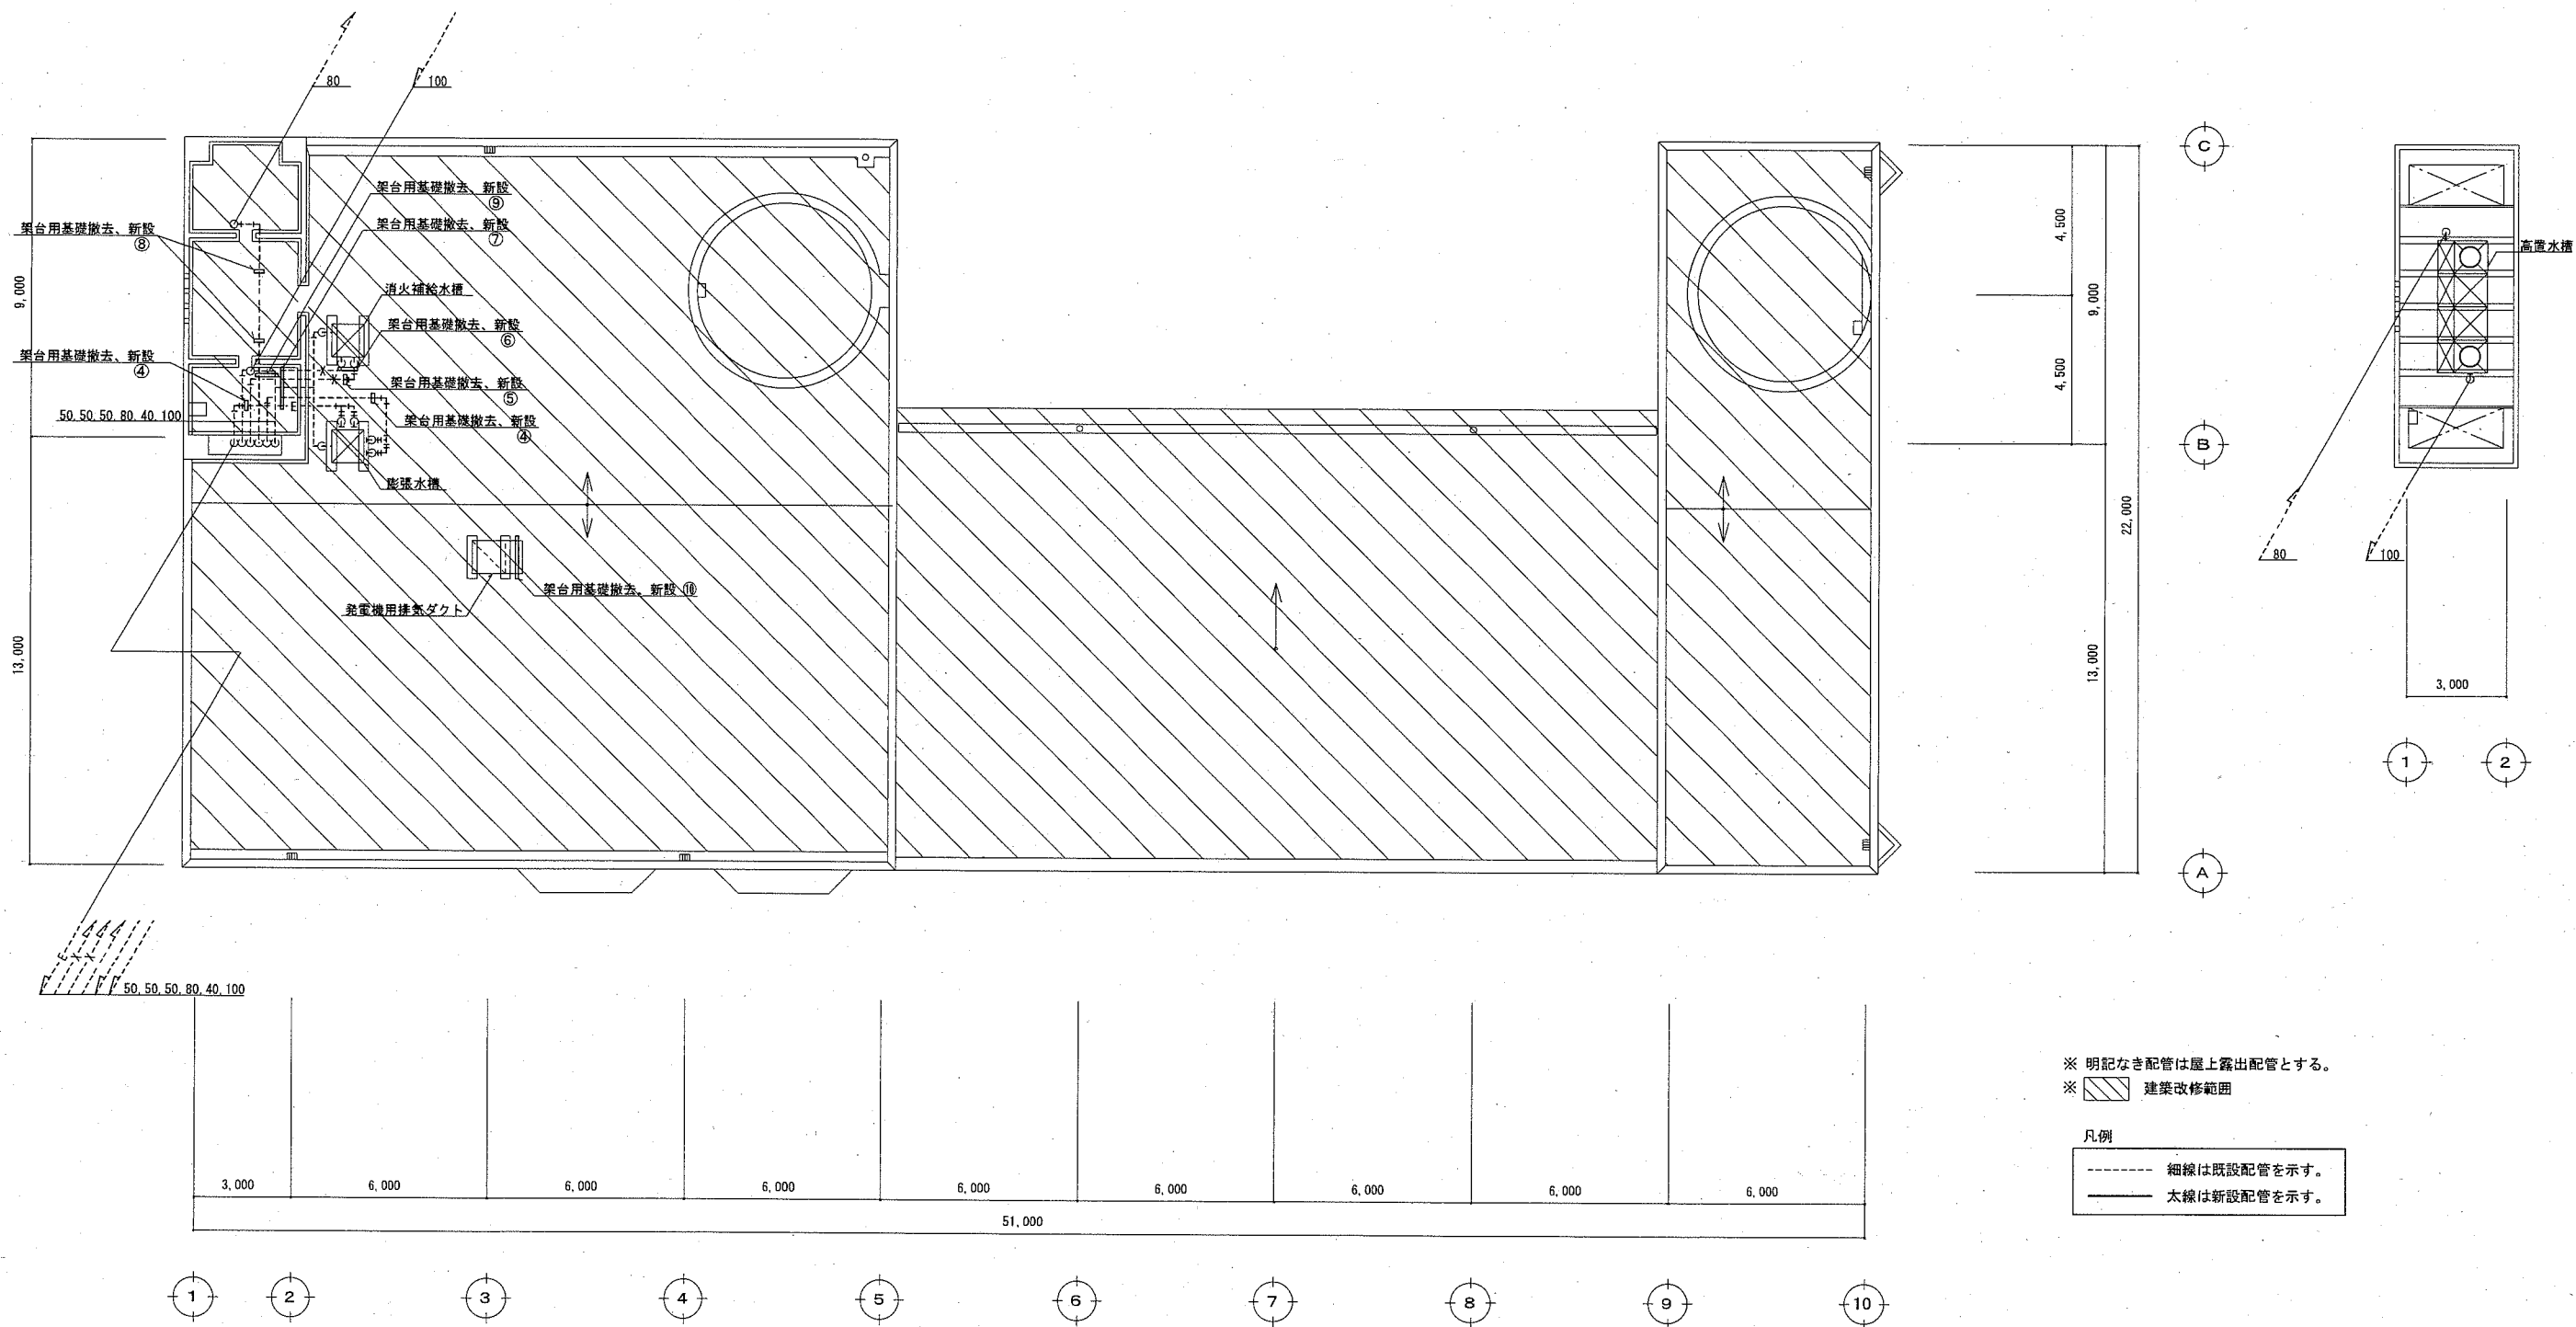 80
100
架台用基礎撤去、新設
⑨
架台用基礎撤去、新設
⑦
架台用基礎撤去、新設
⑧
消火補給水槽
架台用基礎撤去、新設
⑥
架台用基礎撤去、新設
④
架台用基礎撤去、新設
⑤
50,50,50,80,40,100
架台用基礎撤去、新設
④
膨張水槽
架台用基礎撤去、新設 ⑩
発電機用排気ダクト
9,000
13,000
50,50,50,80,40,100
C
B
A
4,500
4,500
9,000
13,000
22,000
高置水槽
80
100
3,000
1
2
※ 明記なき配管は屋上露出配管とする。
※ 建築改修範囲
凡例
細線は既設配管を示す。
太線は新設配管を示す。
3,000
6,000
6,000
6,000
6,000
6,000
6,000
6,000
6,000
51,000
1
2
3
4
5
6
7
8
9
10